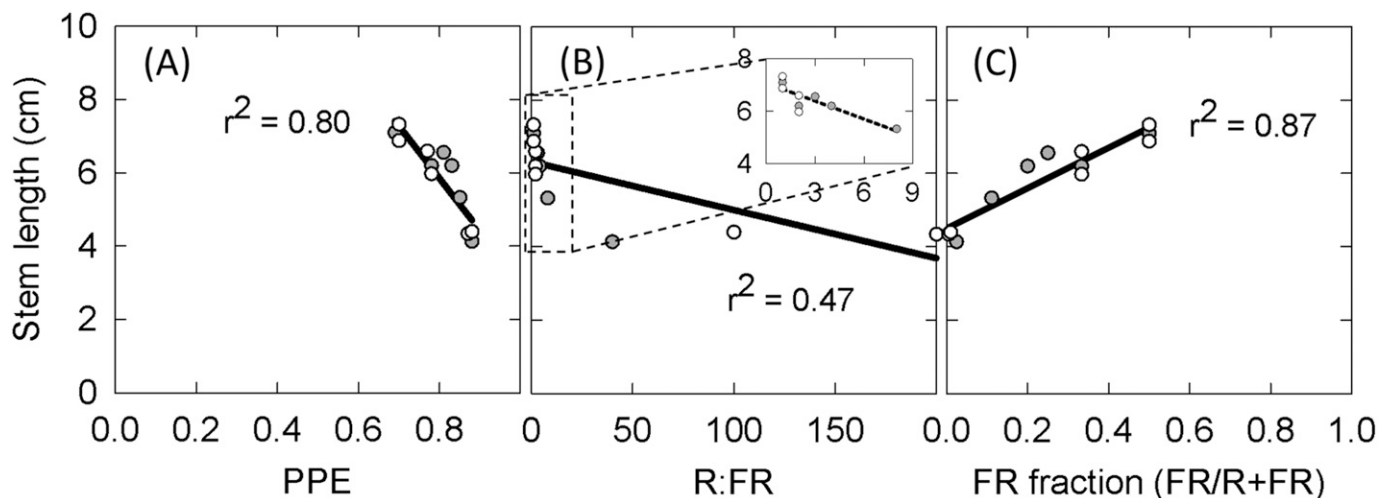 10
8
6
4
2
0
Stem length (cm)
(A)
r² = 0.80
0.0 0.2 0.4 0.6 0.8
PPE
(B)
8
6
4
0 3 6 9
r² = 0.47
0 50 100 150
R:FR
(C)
r² = 0.87
0.0 0.2 0.4 0.6 0.8 1.0
FR fraction (FR/R+FR)